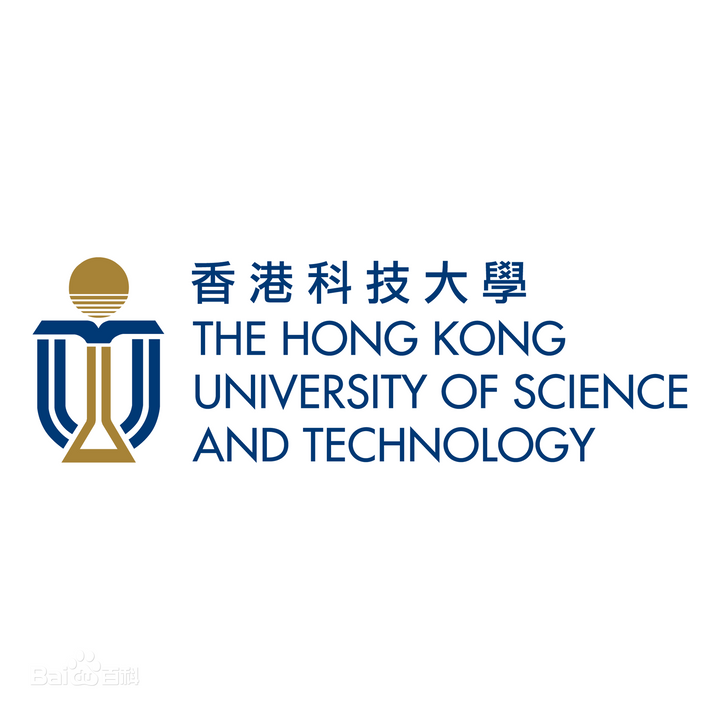 香港科技大學
THE HONG KONG
UNIVERSITY OF SCIENCE
AND TECHNOLOGY
Baidu百科